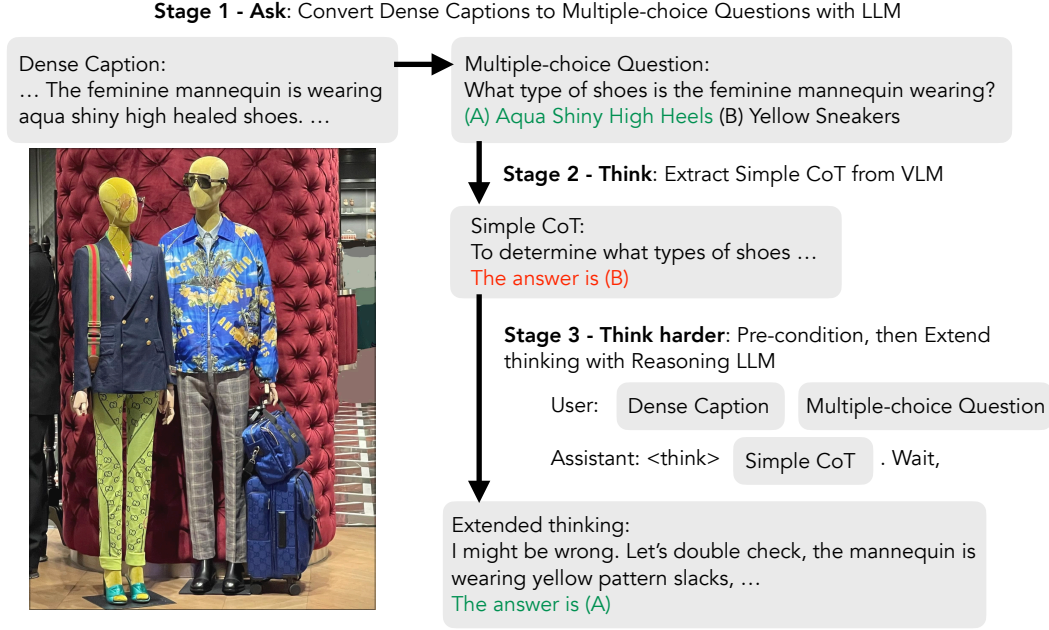 Stage 1 - Ask: Convert Dense Captions to Multiple-choice Questions with LLM
Dense Caption:
… The feminine mannequin is wearing
aqua shiny high healed shoes. …
Multiple-choice Question:
What type of shoes is the feminine mannequin wearing?
(A) Aqua Shiny High Heels (B) Yellow Sneakers
Stage 2 - Think: Extract Simple CoT from VLM
Simple CoT:
To determine what types of shoes …
The answer is (B)
Stage 3 - Think harder: Pre-condition, then Extend
thinking with Reasoning LLM
User: Dense Caption Multiple-choice Question
Assistant: <think> Simple CoT . Wait,
Extended thinking:
I might be wrong. Let's double check, the mannequin is
wearing yellow pattern slacks, …
The answer is (A)